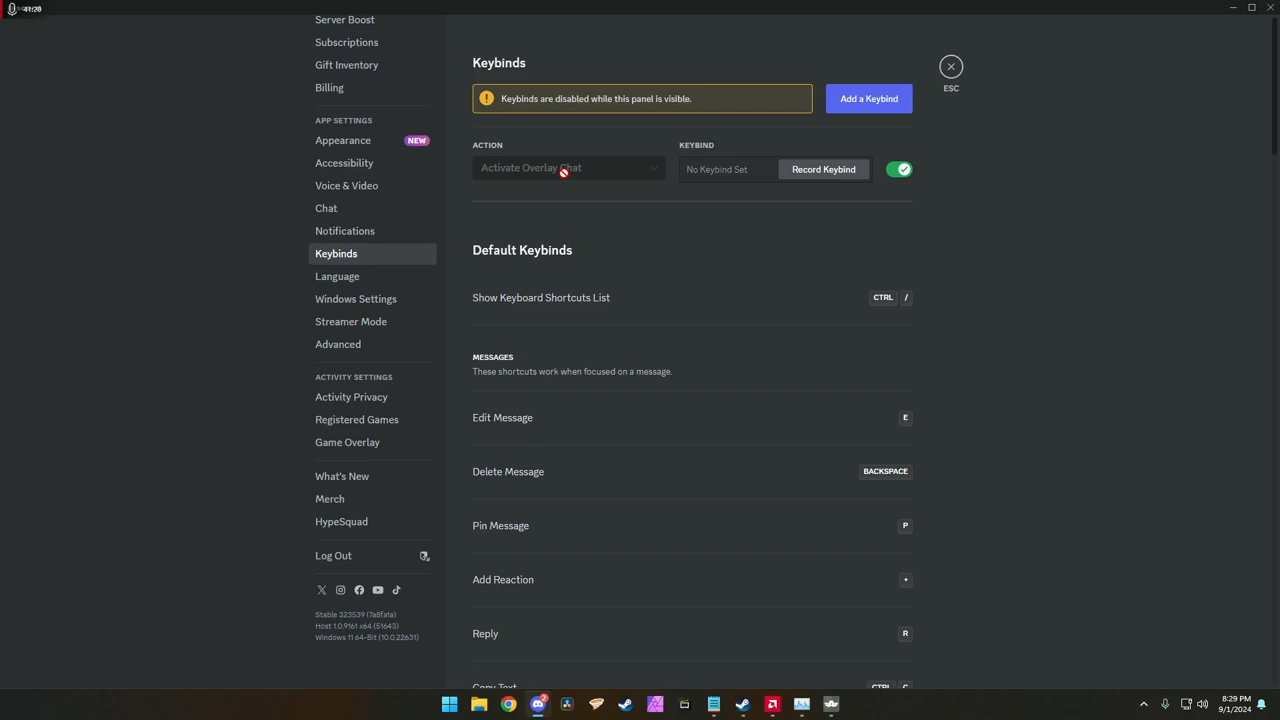 Server Boost
Subscriptions
Gift Inventory
Billing
APP SETTINGS
Appearance NEW
Accessibility
Voice & Video
Chat
Notifications
Keybinds
Language
Windows Settings
Streamer Mode
Advanced
ACTIVITY SETTINGS
Activity Privacy
Registered Games
Game Overlay
What's New
Merch
HypeSquad
Log Out
Stable 323539 (7a8fa1a)
Host 1.0.9161 x64 (51643)
Windows 11 64-Bit (10.0.22631)
Keybinds
Keybinds are disabled while this panel is visible.
Add a Keybind
ESC
ACTION
KEYBIND
Activate Overlay Chat
No Keybind Set
Record Keybind
Default Keybinds
Show Keyboard Shortcuts List
CTRL /
MESSAGES
These shortcuts work when focused on a message.
Edit Message
E
Delete Message
BACKSPACE
Pin Message
P
Add Reaction
+
Reply
R
Copy Text
CTRL C
2
8:29 PM
9/1/2024